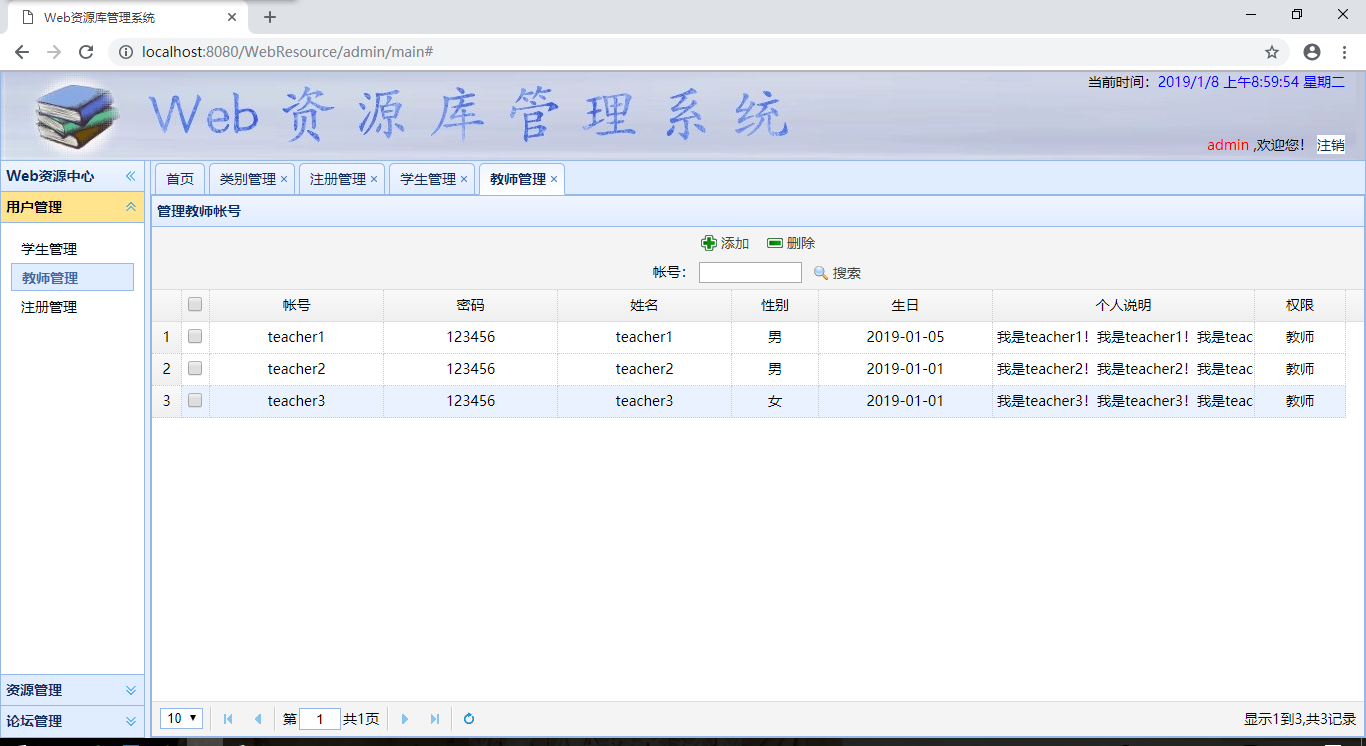 Web资源库管理系统
localhost:8080/WebResource/admin/main#
Web资源库管理系统
当前时间：2019/1/8 上午8:59:54 星期二
admin ,欢迎您！ 注销
Web资源中心
用户管理
学生管理
教师管理
注册管理
资源管理
论坛管理
首页 类别管理 注册管理 学生管理 教师管理
管理教师帐号
添加 删除
帐号： 搜索
帐号 密码 姓名 性别 生日 个人说明 权限
1 teacher1 123456 teacher1 男 2019-01-05 我是teacher1！我是teacher1！我是teac 教师
2 teacher2 123456 teacher2 男 2019-01-01 我是teacher2！我是teacher2！我是teac 教师
3 teacher3 123456 teacher3 女 2019-01-01 我是teacher3！我是teacher3！我是teac 教师
10 第 1 共1页 显示1到3,共3记录